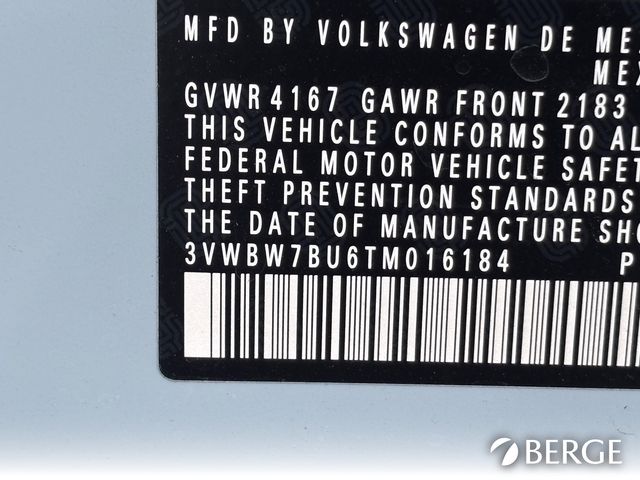 MFD BY VOLKSWAGEN DE
GVWR 4167 GAWR FRONT 2183
THIS VEHICLE CONFORMS TO
FEDERAL MOTOR VEHICLE
THEFT PREVENTION STANDARDS
THE DATE OF MANUFACTURE
3VWBW7BU6TM016184 P
BERGE